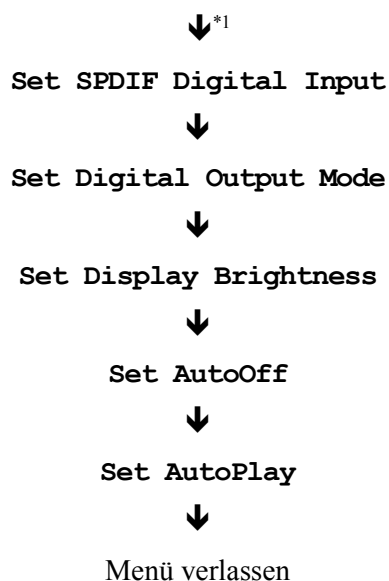 🡻*1
Set SPDIF Digital Input
🡻
Set Digital Output Mode
🡻
Set Display Brightness
🡻
Set AutoOff
🡻
Set AutoPlay
🡻
Menü verlassen